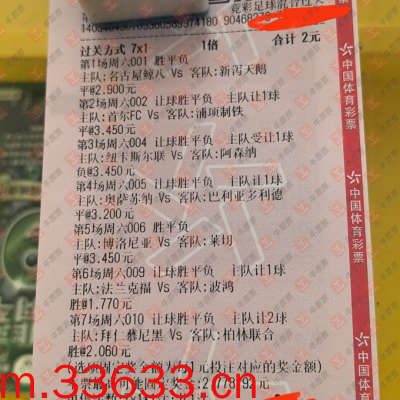 竞彩足球混合过关
过关方式 7x1 1倍 合计 2元
第1场周六001 胜平负
主队:名古屋鲸八 Vs 客队:新泻天鹅
平#2.900元
第2场周六002 让球胜平负 主队让1球
主队:首尔FC Vs 客队:浦项制铁
平#3.450元
第3场周六004 让球胜平负 主队受让1球
主队:纽卡斯尔联 Vs 客队:阿森纳
负#3.450元
第4场周六005 让球胜平负 主队让1球
主队:奥萨苏纳 Vs 客队:巴利亚多利德
平#3.200元
第5场周六006 胜平负
主队:博洛尼亚 Vs 客队:莱切
平#3.450元
第6场周六009 让球胜平负 主队让1球
主队:法兰克福 Vs 客队:波鸿
胜#1.770元
第7场周六010 让球胜平负 主队让2球
主队:拜仁慕尼黑 Vs 客队:柏林联合
胜#2.060元
中国体育彩票
中国体育彩票
中国体育彩票
m.33633.cn